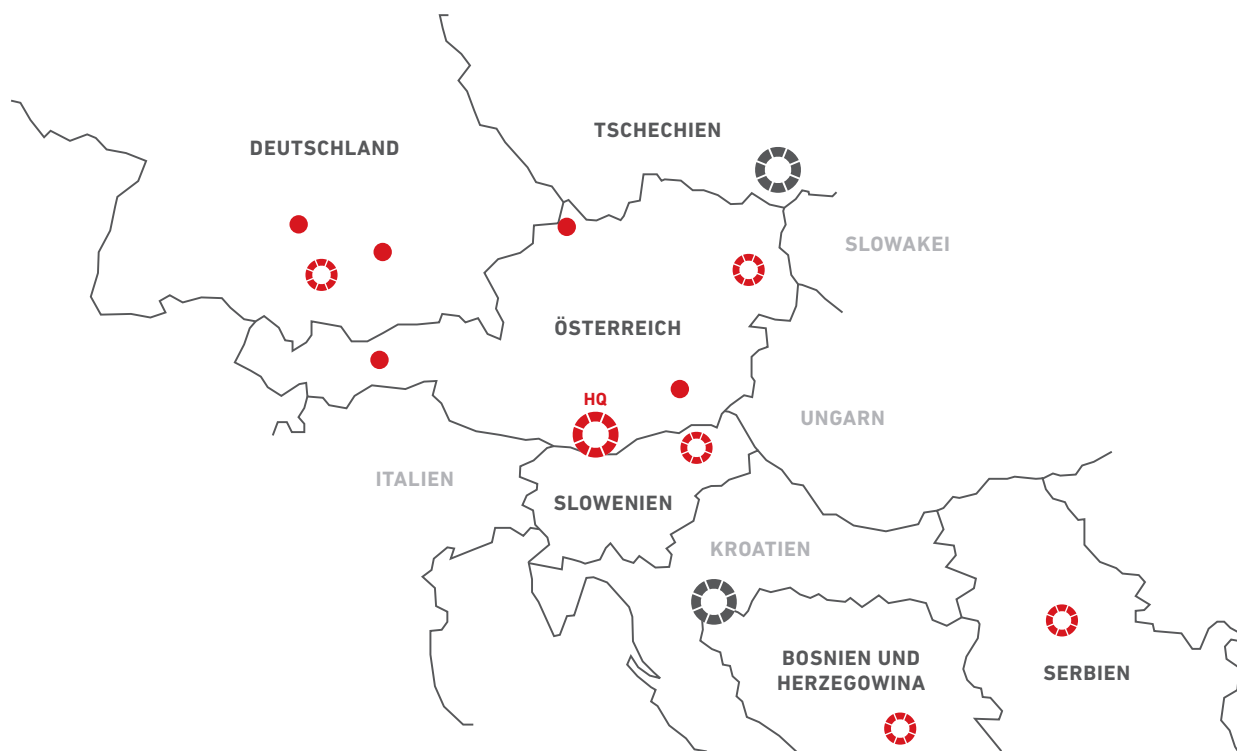 TSCHECHIEN
DEUTSCHLAND
SLOWAKEI
ÖSTERREICH
HQ
UNGARN
ITALIEN
SLOWENIEN
KROATIEN
BOSNIEN UND
HERZEGOWINA
SERBIEN